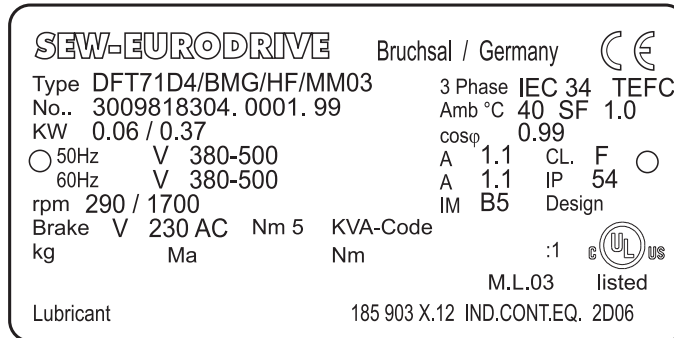 SEW-EURODRIVE Bruchsal / Germany CE
Type DFT71D4/BMG/HF/MM03 3 Phase IEC 34 TEFC
No.. 3009818304. 0001. 99 Amb °C 40 SF 1.0
KW 0.06 / 0.37 cosφ 0.99
50Hz V 380-500 A 1.1 CL. F
60Hz V 380-500 A 1.1 IP 54
rpm 290 / 1700 IM B5 Design
Brake V 230 AC Nm 5 KVA-Code
kg Ma Nm :1 C UL US
M.L.03 listed
Lubricant 185 903 X.12 IND.CONT.EQ. 2D06